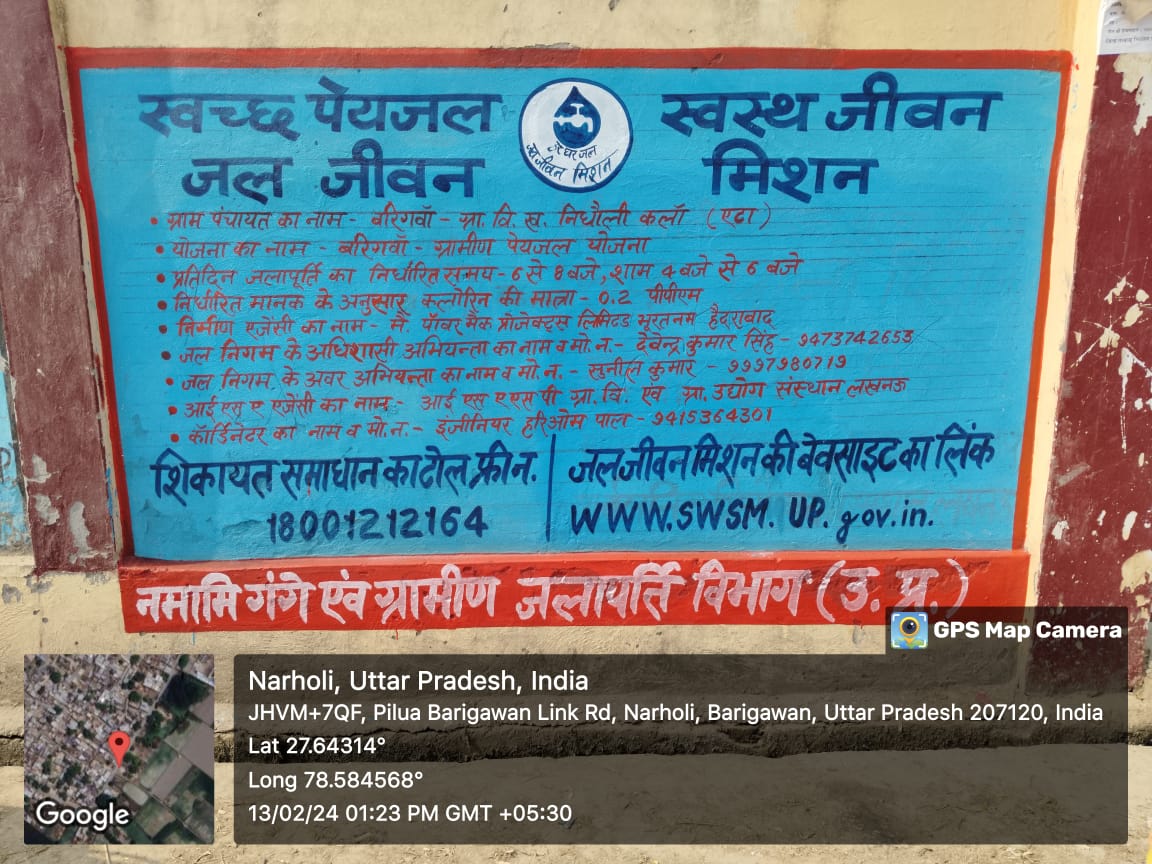 स्वच्छ पेयजल स्वस्थ जीवन
जल जीवन मिशन
हर घर जल
जल जीवन मिशन
• ग्राम पंचायत का नाम - बरिगवॉ - ग्रा. वि. ख. निधौली कलॉ (एटा)
• योजना का नाम - बरिगवॉ - ग्रामीण पेयजल योजना
• प्रतिदिन जलापूर्ति का निर्धारित समय - 6 से 8 बजे, शाम 4 बजे से 6 बजे
• निर्धारित मानक के अनुसार क्लोरिन की मात्रा - 0.2 पीपीएम
• निर्माण एजेंसी का नाम - मै. पॉवर मैक प्रोजेक्ट्स लिमिटेड हैदराबाद
• जल निगम के अधिशासी अभियन्ता का नाम व मो.न. - देवेन्द्र कुमार सिंह - 9473742653
• जल निगम के अवर अभियन्ता का नाम व मो.न. - सुनील कुमार - 9997980719
• आई एस ए एजेंसी का नाम - आई एस ए एस पी ग्रा. वि. एवं ग्रा. उद्योग संस्थान लखनऊ
• कॉर्डिनेटर का नाम व मो.न. - इंजीनियर हरिओम पाल - 9415364301
शिकायत समाधान का टोल फ्री न.
18001212164
जल जीवन मिशन की वेवसाइट का लिंक
WWW.SWSM.UP.gov.in.
नमामि गंगे एंव ग्रामीण जलापर्ति विभाग (उ. प्र.)
GPS Map Camera
Narholi, Uttar Pradesh, India
JHVM+7QF, Pilua Barigawan Link Rd, Narholi, Barigawan, Uttar Pradesh 207120, India
Lat 27.64314°
Long 78.584568°
13/02/24 01:23 PM GMT +05:30
Google